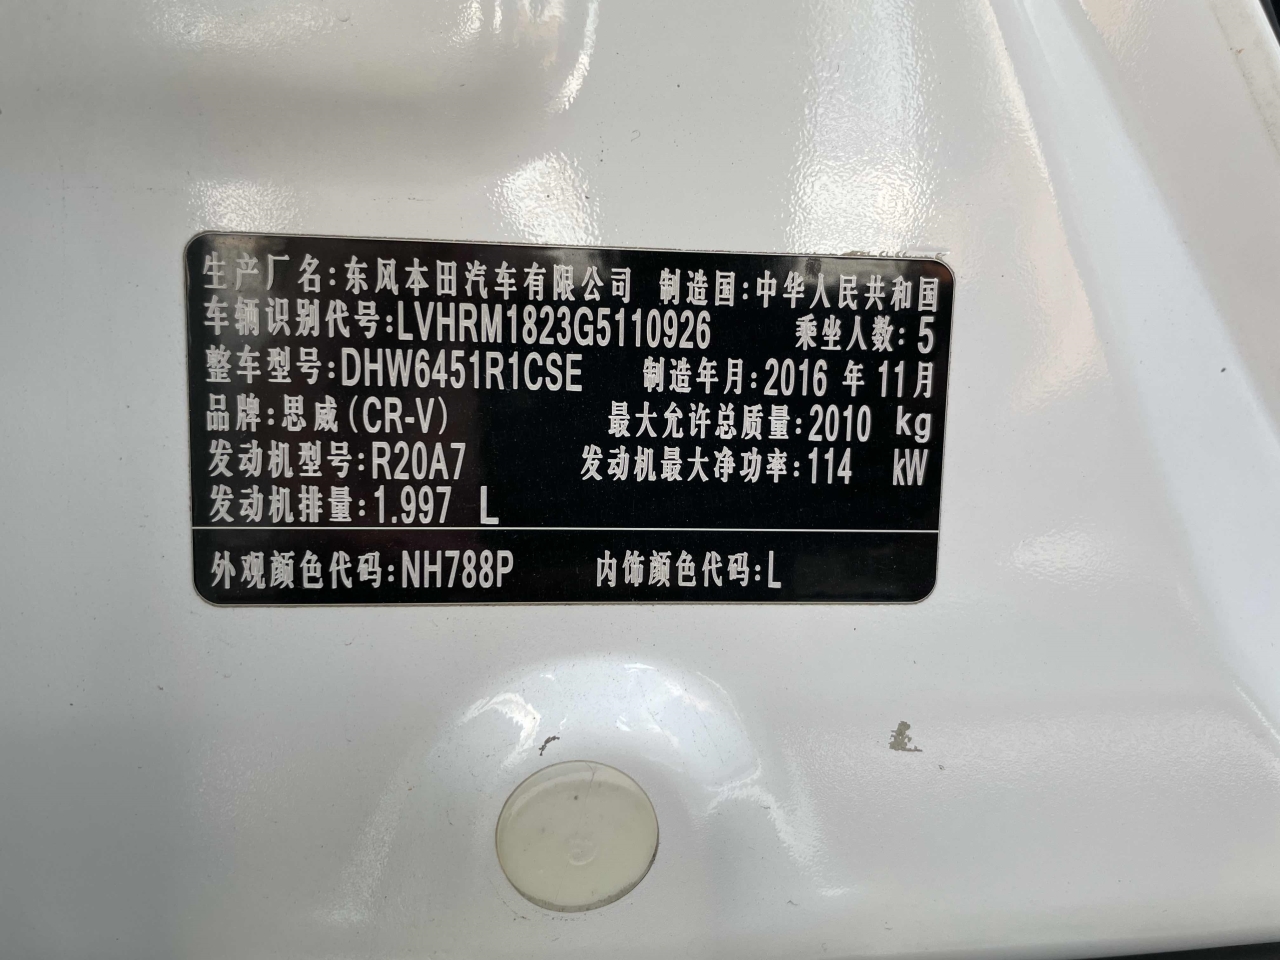 生产厂名:东风本田汽车有限公司 制造国:中华人民共和国
车辆识别代号:LVHRM1823G5110926 乘坐人数:5
整车型号:DHW6451R1CSE 制造年月:2016 年 11月
品牌:思威(CR-V) 最大允许总质量:2010 kg
发动机型号:R20A7 发动机最大净功率:114 kW
发动机排量:1.997 L
外观颜色代码:NH788P 内饰颜色代码:L